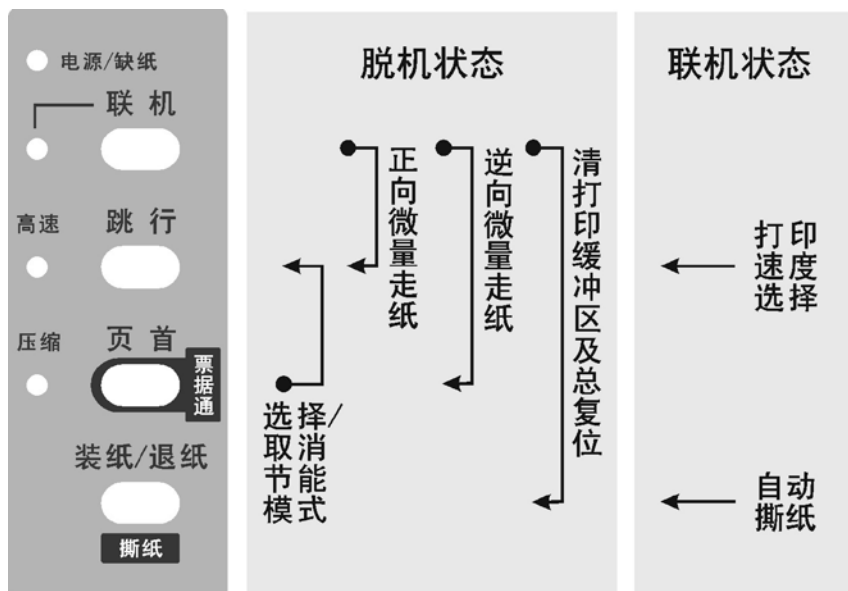 电源/缺纸
联机
高速
跳行
压缩
页首
票据通
装纸/退纸
撕纸
脱机状态
正向微量走纸
逆向微量走纸
清打印缓冲区及总复位
选择/
取消
节能
模式
联机状态
打印
速度
选择
自动
撕纸